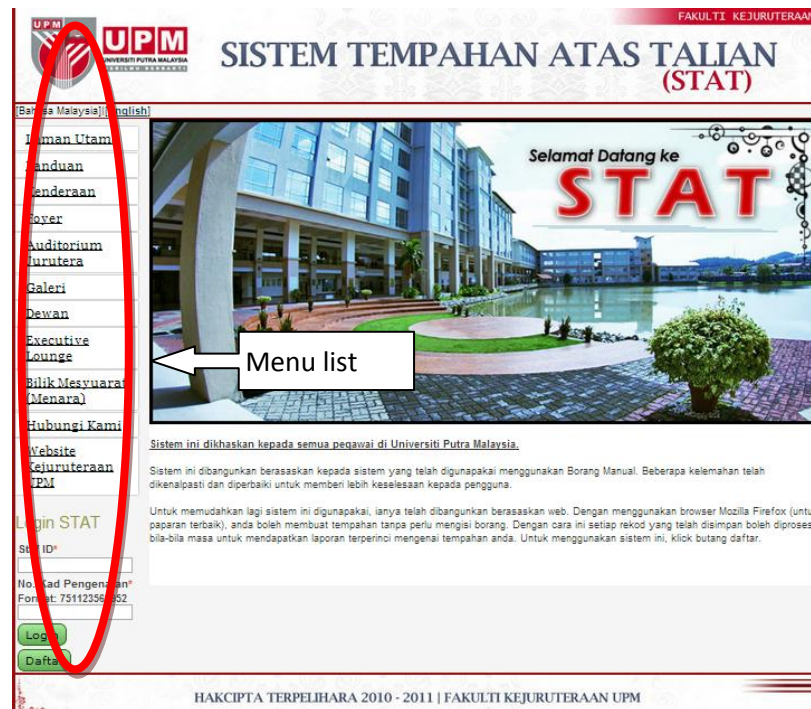 FAKULTI KEJURUTERAAN
UPM
UPM
UNIVERSITI PUTRA MALAYSIA
BERILMU BERBAKTI
SISTEM TEMPAHAN ATAS TALIAN
(STAT)
[Bahasa Malaysia]|[English]
Laman Utama
Panduan
Kenderaan
Foyer
Auditorium
Jurutera
Galeri
Dewan
Executive
Lounge
Bilik Mesyuarat
(Menara)
Hubungi Kami
Website
Kejuruteraan
UPM
Selamat Datang ke
STAT
Menu list
Sistem ini dikhaskan kepada semua pegawai di Universiti Putra Malaysia.
Sistem ini dibangunkan berasaskan kepada sistem yang telah digunapakai menggunakan Borang Manual. Beberapa kelemahan telah
dikenalpasti dan diperbaiki untuk memberi lebih keselesaan kepada pengguna.
Untuk memudahkan lagi sistem ini digunapakai, ianya telah dibangunkan berasaskan web. Dengan menggunakan browser Mozilla Firefox (untu
paparan terbaik), anda boleh membuat tempahan tanpa perlu mengisi borang. Dengan cara ini setiap rekod yang telah disimpan boleh diproses
bila-bila masa untuk mendapatkan laporan terperinci mengenai tempahan anda. Untuk menggunakan sistem ini, kliok butang daftar.
Login STAT
Staf ID*
No. Kad Pengenalan*
Format:
Login
Daftar
HAKCIPTA TERPELIHARA 2010 - 2011 | FAKULTI KEJURUTERAAN UPM